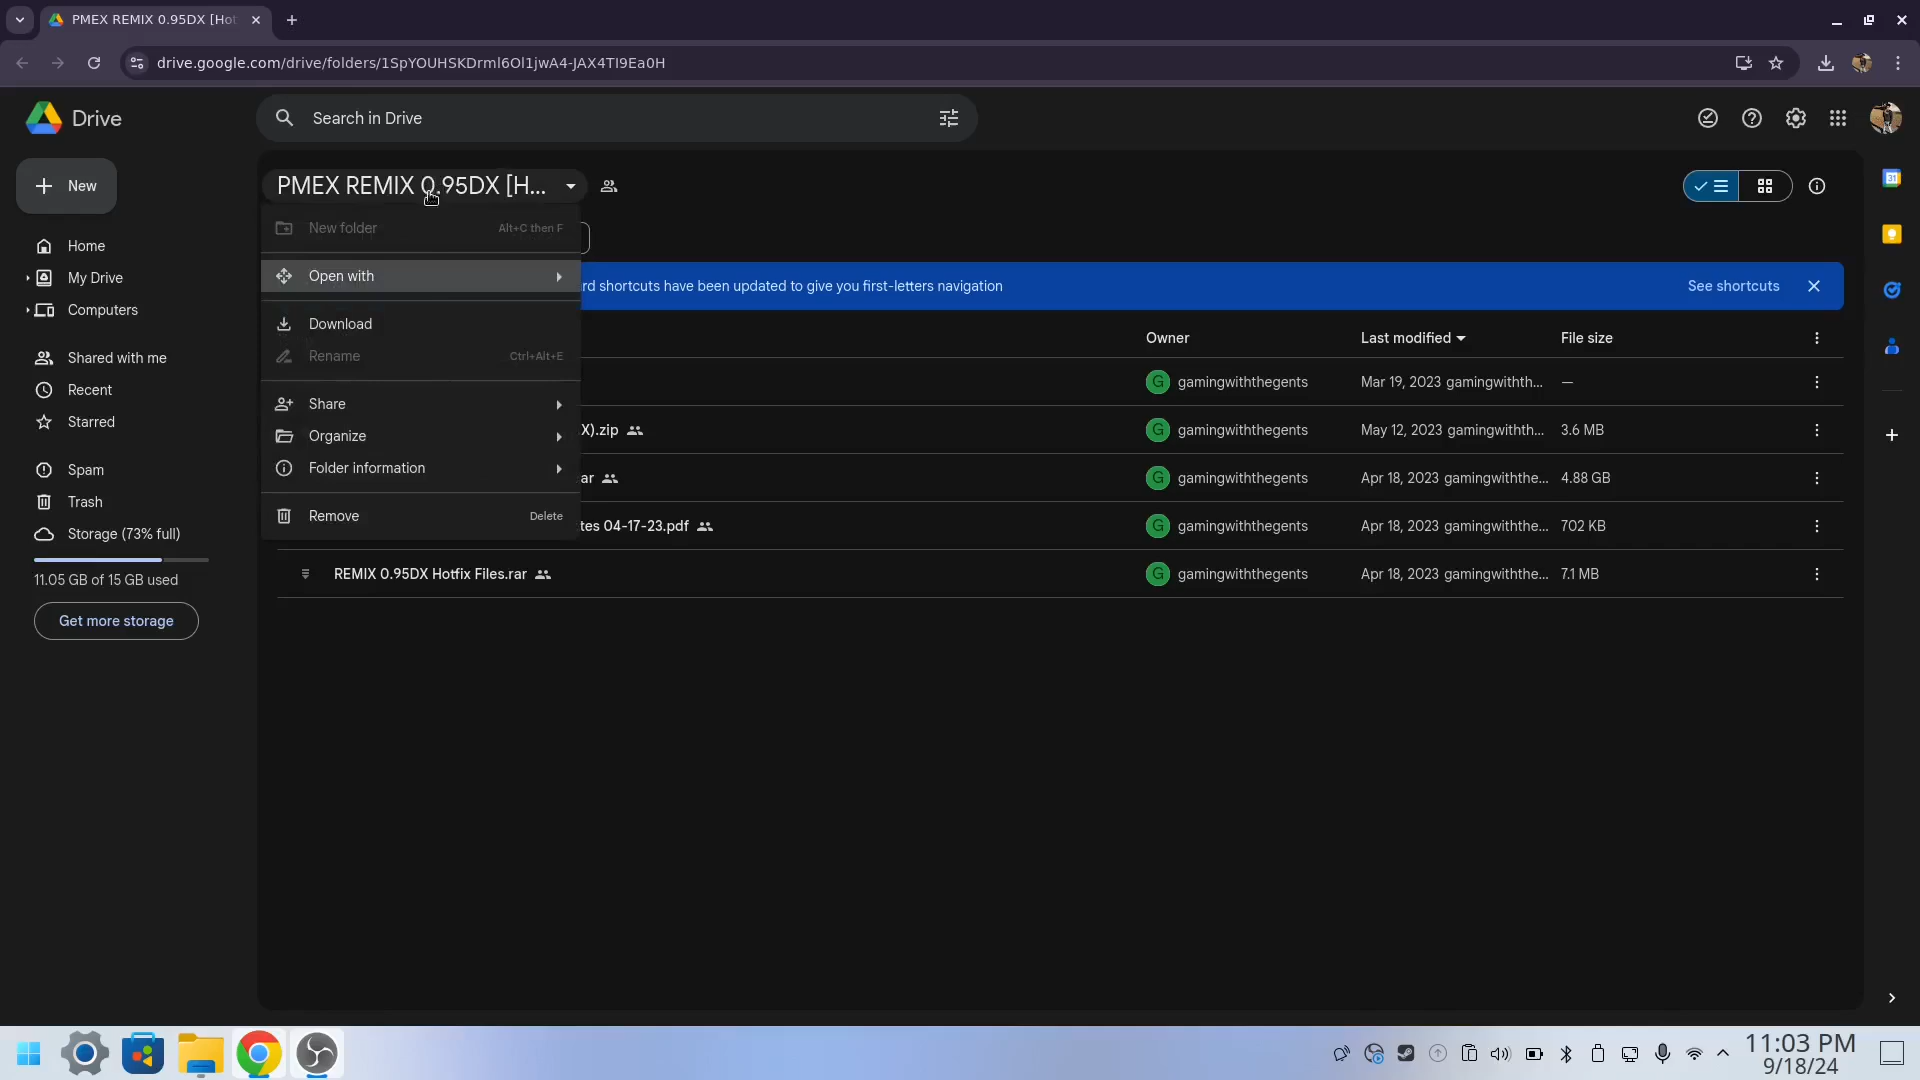 PMEX REMIX 0.95DX [Hot
drive.google.com/drive/folders/1SpYOUHSKDrml6Ol1jwA4-JAX4TI9Ea0H
Drive
Search in Drive
New
PMEX REMIX 0.95DX [H...
New folder Alt+C then F
Home
Open with
rd shortcuts have been updated to give you first-letters navigation
See shortcuts
My Drive
Computers
Download
Owner
Last modified
File size
Shared with me
Rename Ctrl+Alt+E
G gamingwiththegents Mar 19, 2023 gamingwithth... —
Recent
Share
Starred
Organize
X).zip G gamingwiththegents May 12, 2023 gamingwithth... 3.6 MB
Spam
Folder information
ar G gamingwiththegents Apr 18, 2023 gamingwiththe... 4.88 GB
Trash
Remove Delete
tes 04-17-23.pdf G gamingwiththegents Apr 18, 2023 gamingwiththe... 702 KB
Storage (73% full)
11.05 GB of 15 GB used
REMIX 0.95DX Hotfix Files.rar G gamingwiththegents Apr 18, 2023 gamingwiththe... 7.1 MB
Get more storage
31
11:03 PM
9/18/24